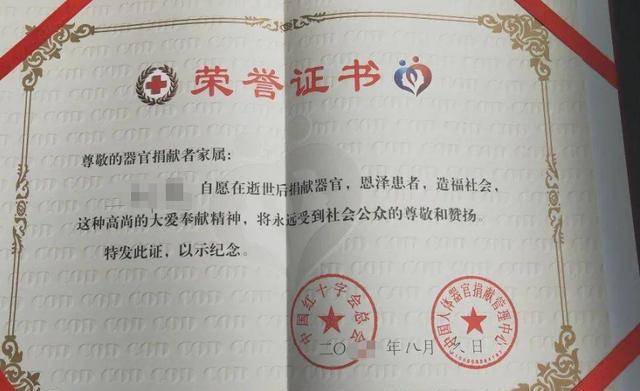 荣誉证书
尊敬的器官捐献者家属：
自愿在逝世后捐献器官，恩泽患者，造福社会，
这种高尚的大爱奉献精神，将永远受到社会公众的尊敬和赞扬。
特发此证，以示纪念。
中国红十字会总会
中国人体器官捐献管理中心
二〇 年八月 八日